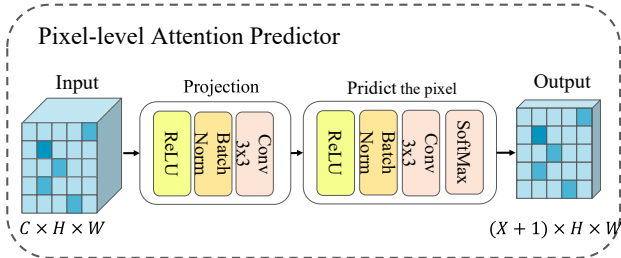 Pixel-level Attention Predictor
Input
Projection
Pridict the pixel
Output
ReLU
Batch
Norm
Conv
3x3
ReLU
Batch
Norm
Conv
3x3
SoftMax
C × H × W
(X + 1) × H × W